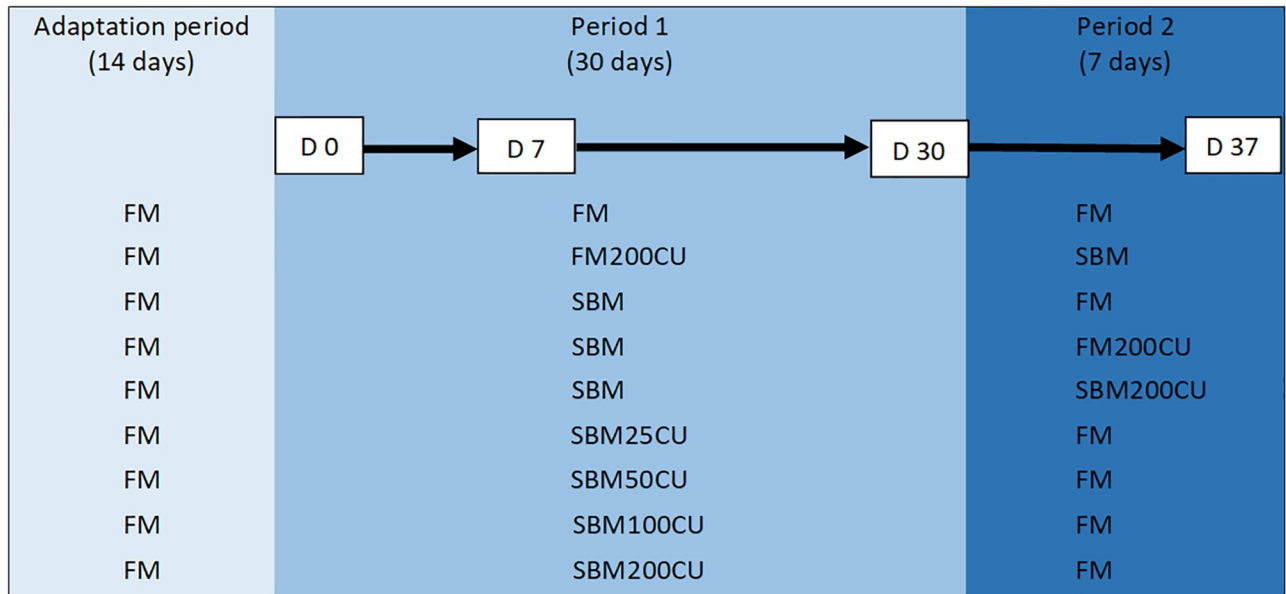 Adaptation period Period 1 Period 2
(14 days) (30 days) (7 days)
D 0 D 7 D 30 D 37
FM FM FM
FM FM200CU SBM
FM SBM FM
FM SBM FM200CU
FM SBM SBM200CU
FM SBM25CU FM
FM SBM50CU FM
FM SBM100CU FM
FM SBM200CU FM